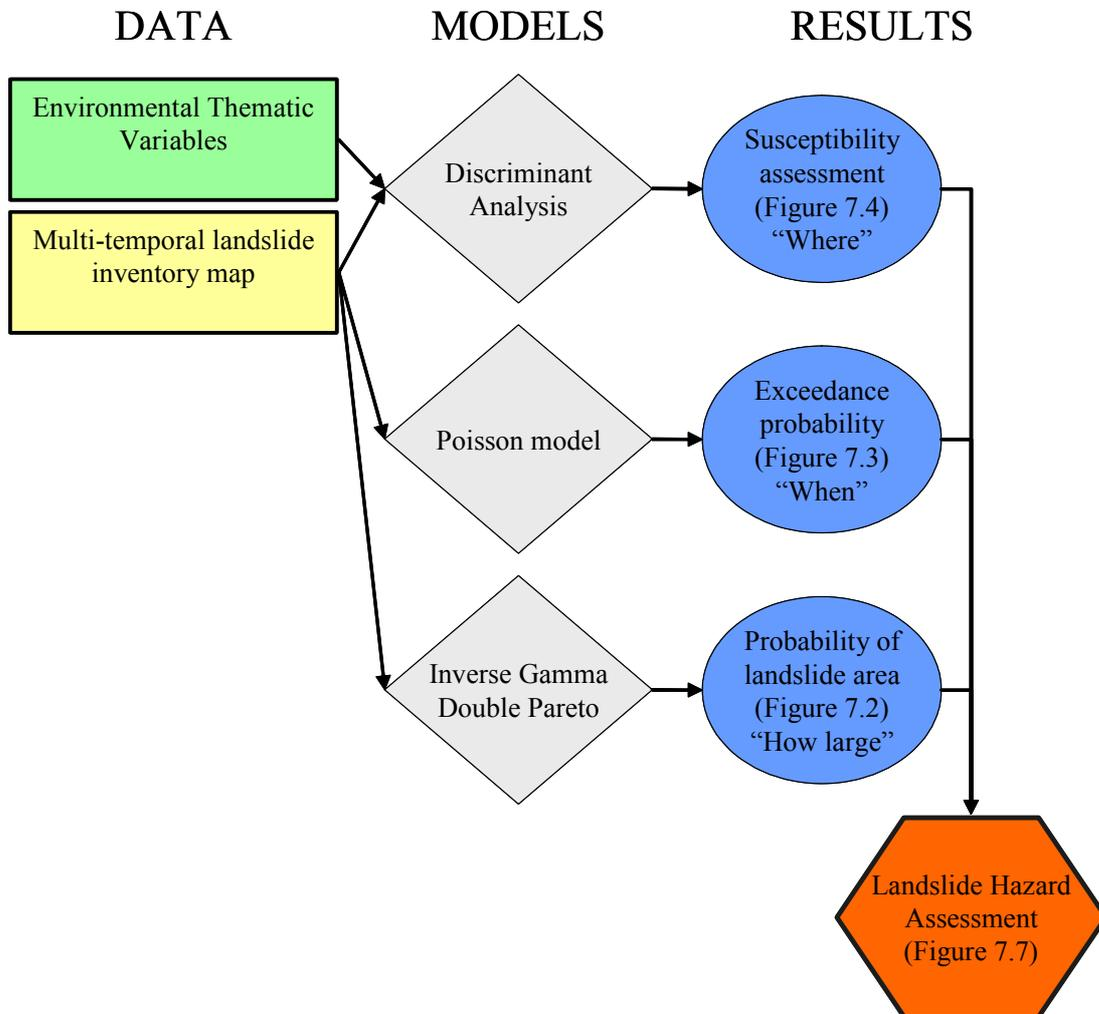 DATA
MODELS
RESULTS
Environmental Thematic
Variables
Multi-temporal landslide
inventory map
Discriminant
Analysis
Susceptibility
assessment
(Figure 7.4)
“Where”
Poisson model
Exceedance
probability
(Figure 7.3)
“When”
Inverse Gamma
Double Pareto
Probability of
landslide area
(Figure 7.2)
“How large”
Landslide Hazard
Assessment
(Figure 7.7)